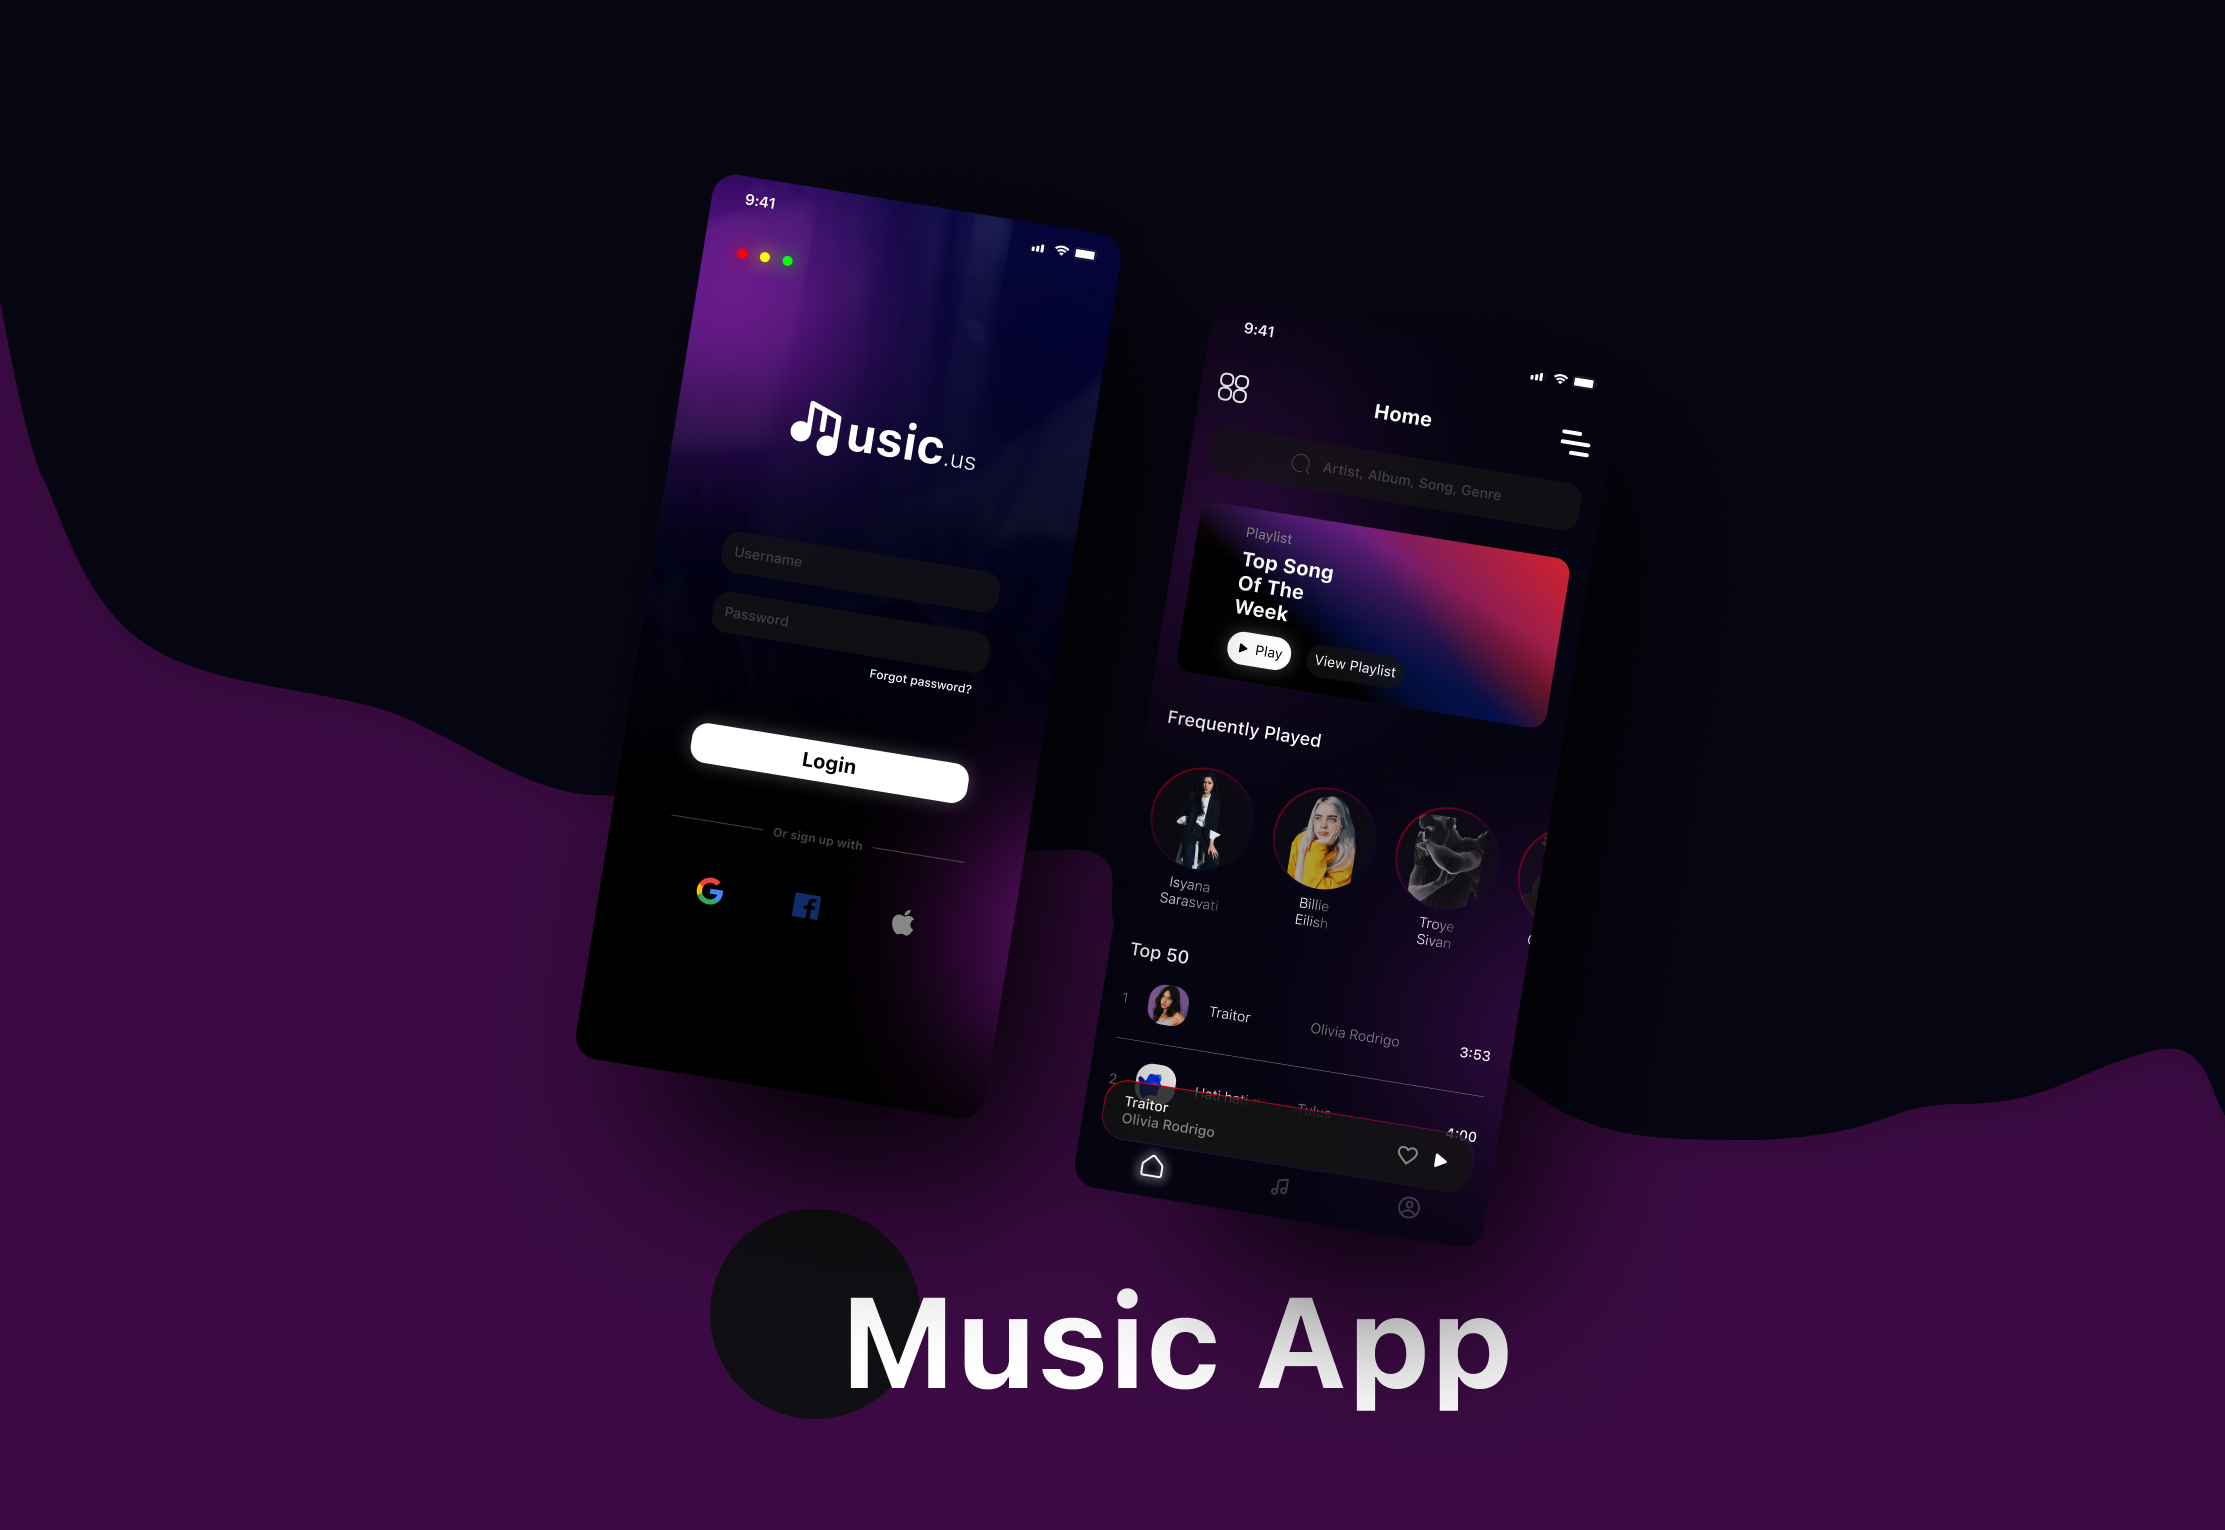 9:41
usic.us
Username
Password
Forgot password?
Login
Or sign up with
9:41
Home
Artist, Album, Song, Genre
Playlist
Top Song
Of The
Week
Play
View Playlist
Frequently Played
Isyana
Sarasvati
Billie
Eilish
Troye
Sivan
Top 50
1
Traitor
Olivia Rodrigo
3:53
2
Hati hati
Tulus
4:00
Traitor
Olivia Rodrigo
Music App